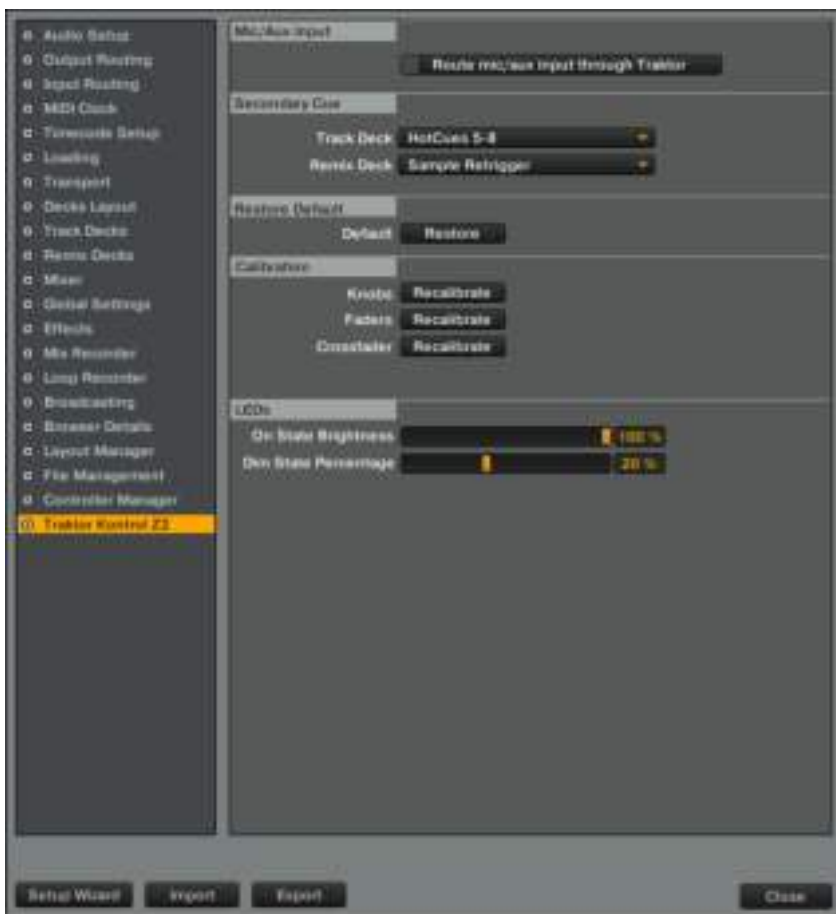 Audio Setup
Output Routing
Input Routing
MIDI Clock
Timecode Setup
Loading
Transport
Decks Layout
Track Decks
Remix Decks
Mixer
Global Settings
Effects
Mix Recorder
Loop Recorder
Broadcasting
Browser Details
Layout Manager
File Management
Controller Manager
Traktor Kontrol Z2
Mic/Aux Input
Route mic/aux input through Traktor
Secondary Cue
Track Deck HotCues 5-8
Remix Deck Sample Retrigger
Restore Default
Default Restore
Calibration
Knobs Recalibrate
Faders Recalibrate
Crossfader Recalibrate
LEDs
On State Brightness 100 %
Dim State Percentage 20 %
Setup Wizard Import Export Close